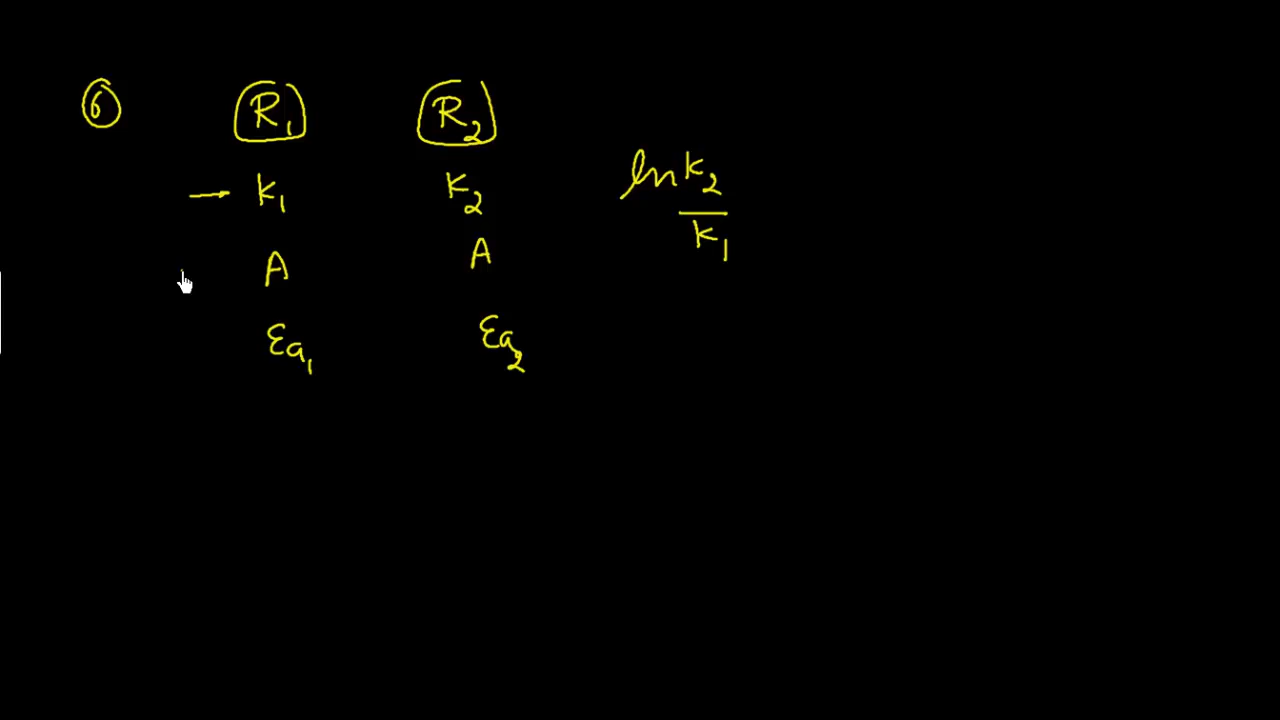 ⑥ R₁ R₂
→ K₁ K₂ ln K₂/K₁
A A
Ea₁ Ea₂